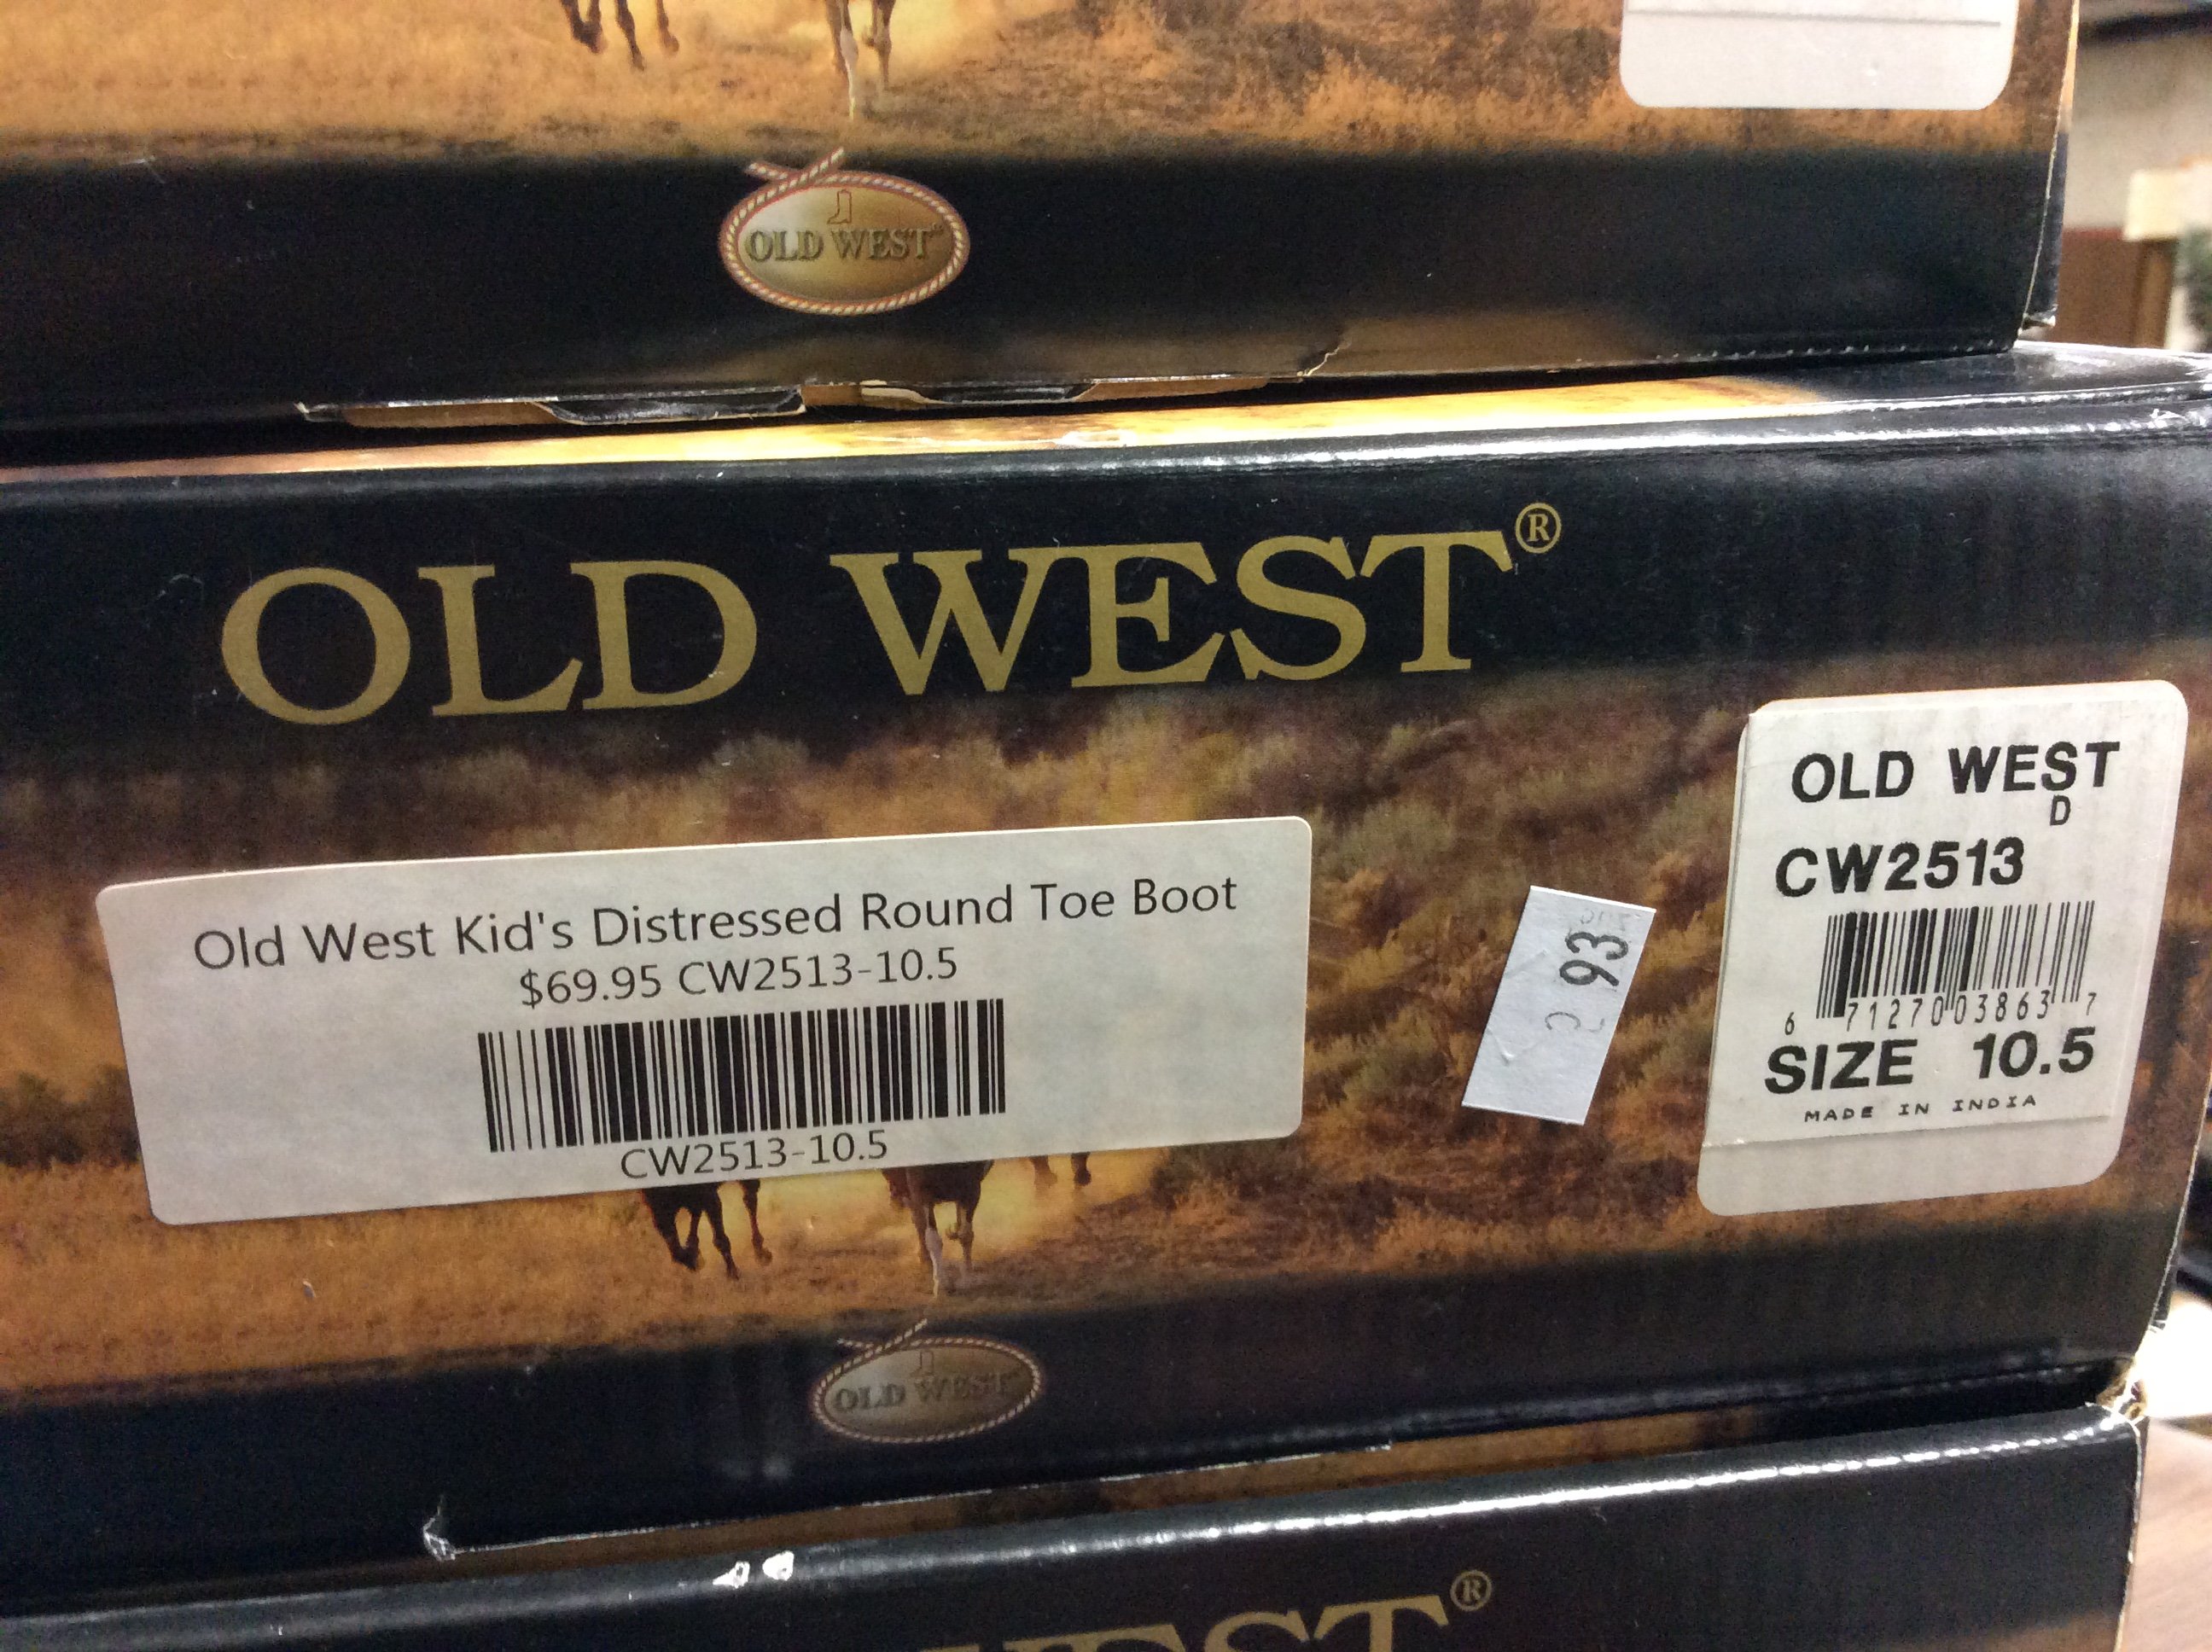 OLD WEST
OLD WEST®
Old West Kid's Distressed Round Toe Boot
$69.95 CW2513-10.5
CW2513-10.5
93
OLD WEST
D
CW2513
6 71270 03863 7
SIZE 10.5
MADE IN INDIA
OLD WEST
WEST®